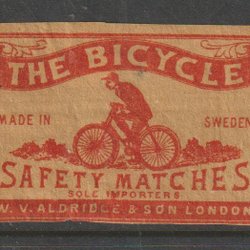 THE BICYCLE
MADE IN SWEDEN
SAFETY MATCHES
SOLE IMPORTERS
V. V. ALDRIDGE & SON LONDON